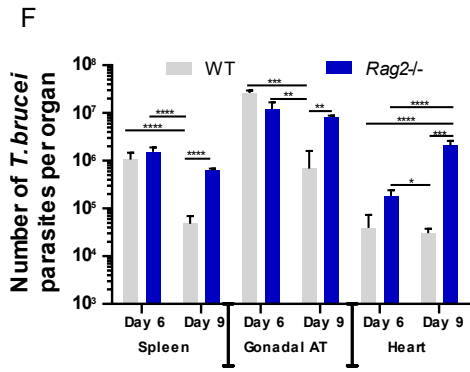 F
WT Rag2-/-
Number of T.brucei
parasites per organ
10⁸
10⁷
10⁶
10⁵
10⁴
10³
****
****
****
***
**
**
****
****
***
*
Day 6 Day 9 Day 6 Day 9 Day 6 Day 9
Spleen Gonadal AT Heart